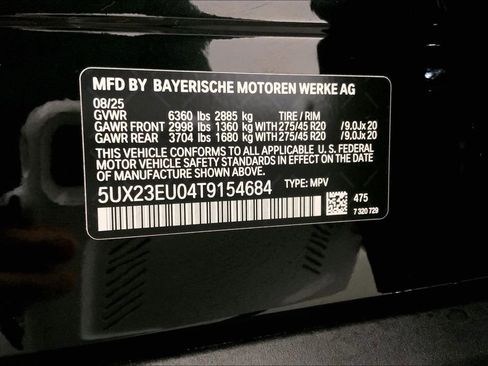 MFD BY BAYERISCHE MOTOREN WERKE AG
08/25
GVWR 6360 lbs 2885 kg TIRE / RIM
GAWR FRONT 2998 lbs 1360 kg WITH 275/45 R20 / 9.0Jx 20
GAWR REAR 3704 lbs 1680 kg WITH 275/45 R20 / 9.0Jx 20
THIS VEHICLE CONFORMS TO ALL APPLICABLE U. S. FEDERAL
MOTOR VEHICLE SAFETY STANDARDS IN EFFECT ON THE DATE
OF MANUFACTURE SHOWN ABOVE.
5UX23EU04T9154684 TYPE: MPV
475
7 320 729